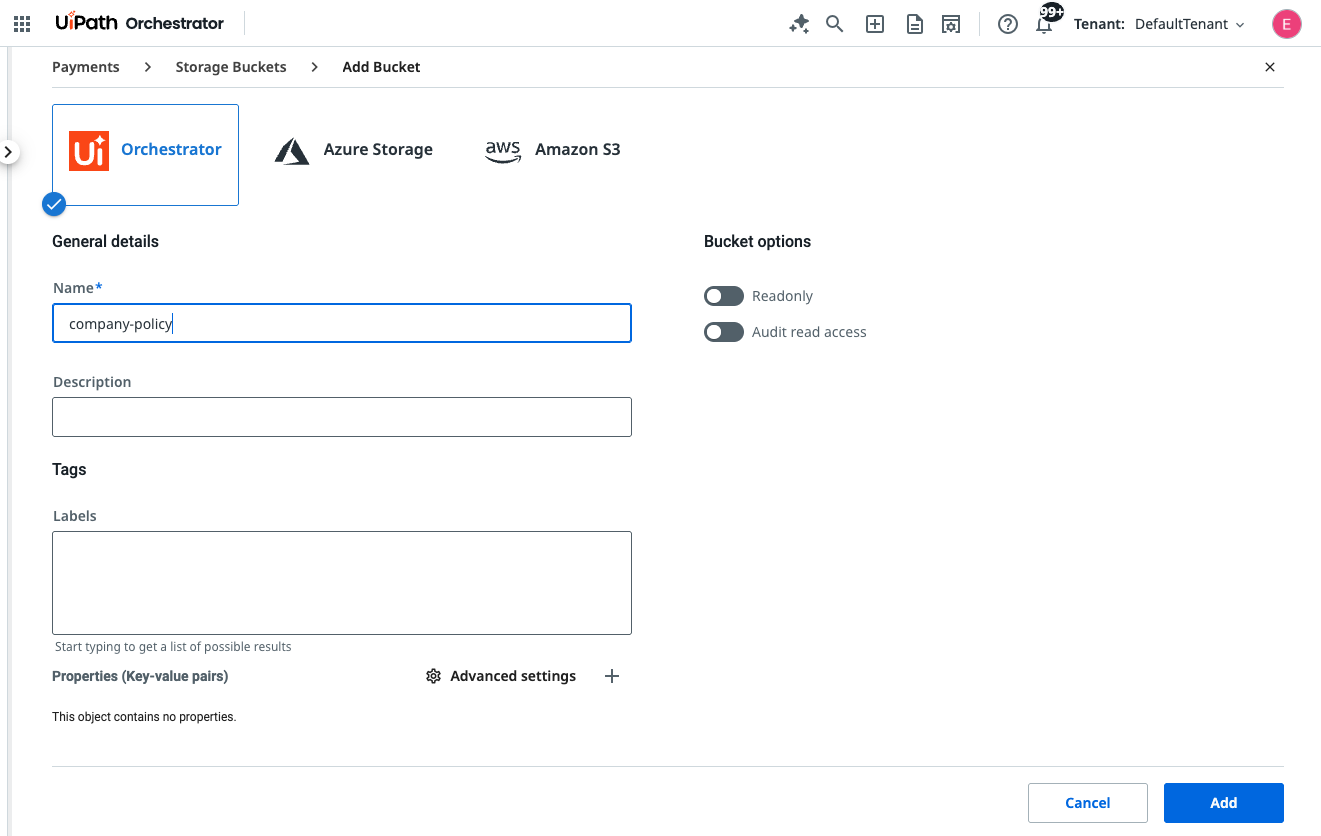 UiPath Orchestrator
99+
Tenant: DefaultTenant
E
Payments > Storage Buckets > Add Bucket
Ui Orchestrator
Azure Storage
aws Amazon S3
General details
Bucket options
Name*
company-policy
Readonly
Audit read access
Description
Tags
Labels
Start typing to get a list of possible results
Properties (Key-value pairs)
Advanced settings
This object contains no properties.
Cancel
Add